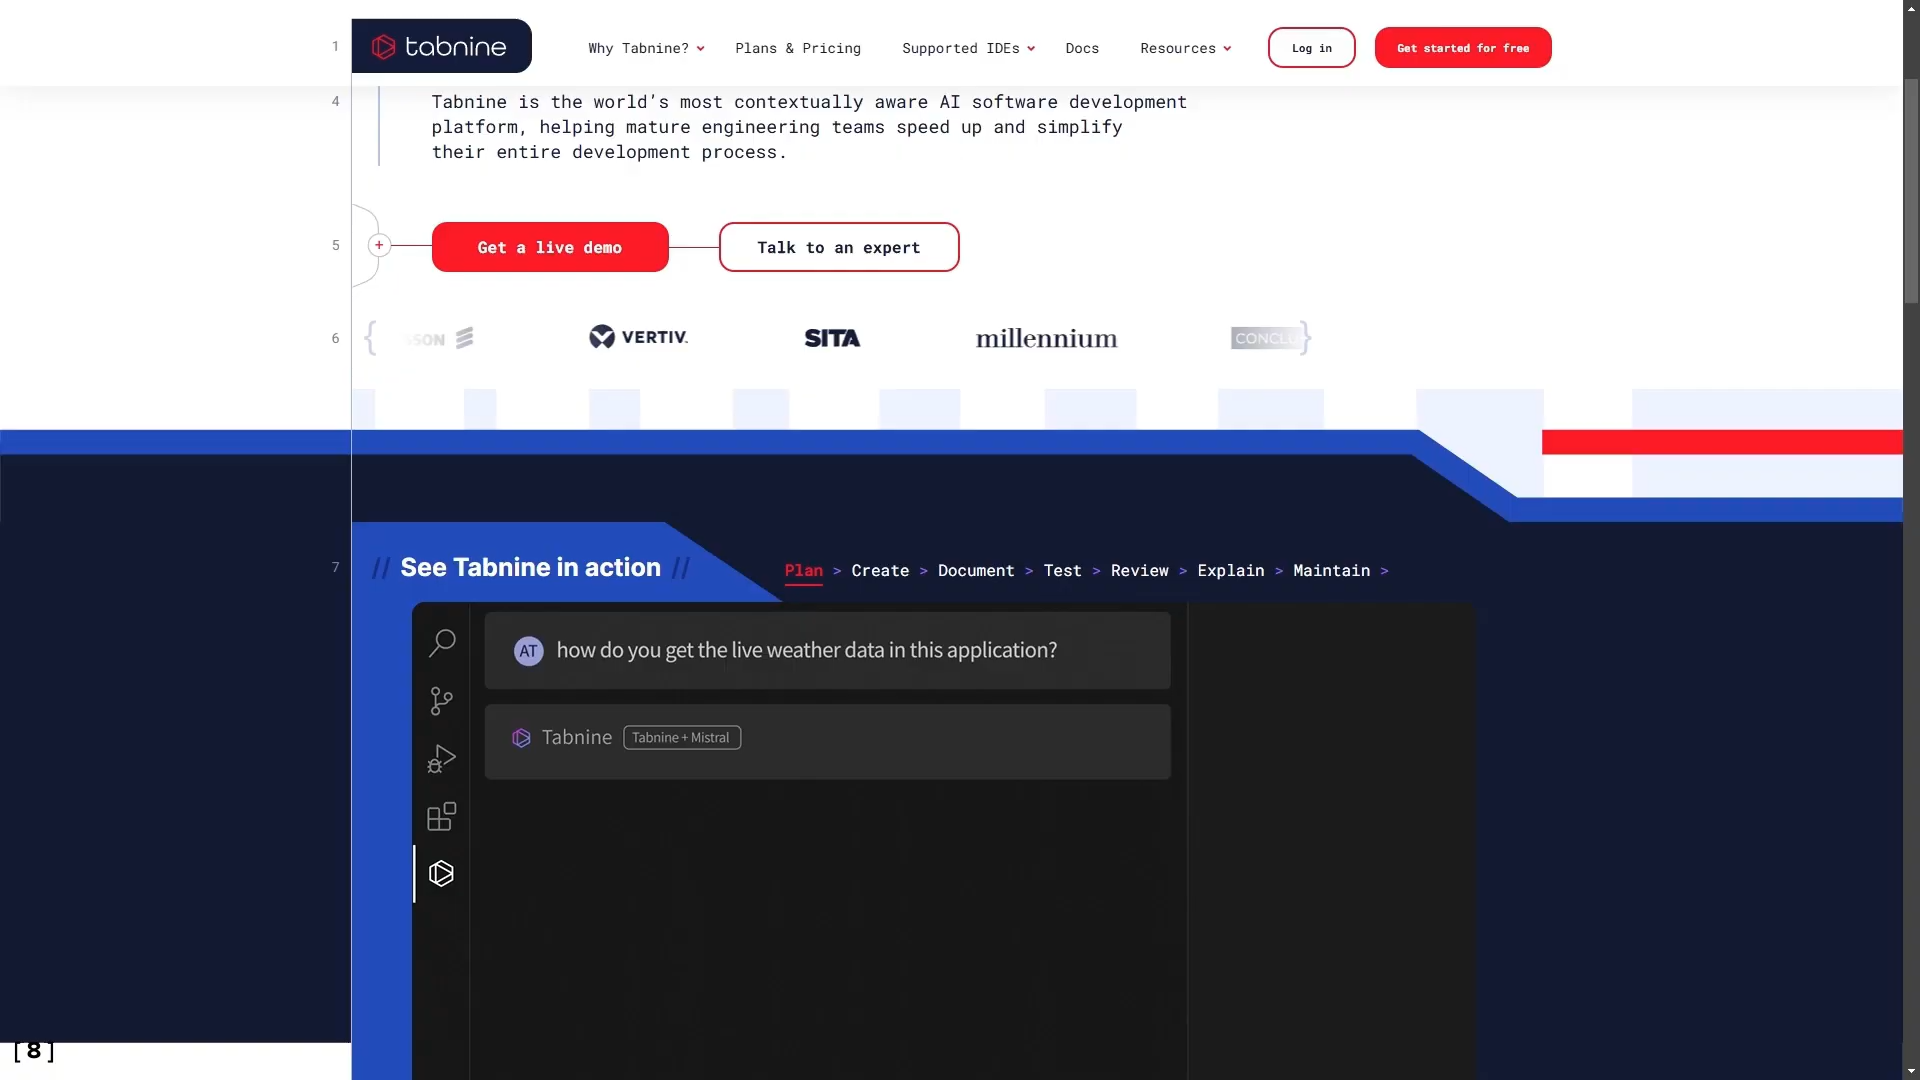 1
tabnine
Why Tabnine?
Plans & Pricing
Supported IDEs
Docs
Resources
Log in
Get started for free
4
Tabnine is the world’s most contextually aware AI software development
platform, helping mature engineering teams speed up and simplify
their entire development process.
5
+
Get a live demo
Talk to an expert
6
{
SON
VERTIV.
SITA
millennium
CONCLU
}
7
// See Tabnine in action //
Plan > Create > Document > Test > Review > Explain > Maintain >
AT how do you get the live weather data in this application?
Tabnine Tabnine + Mistral
[8]